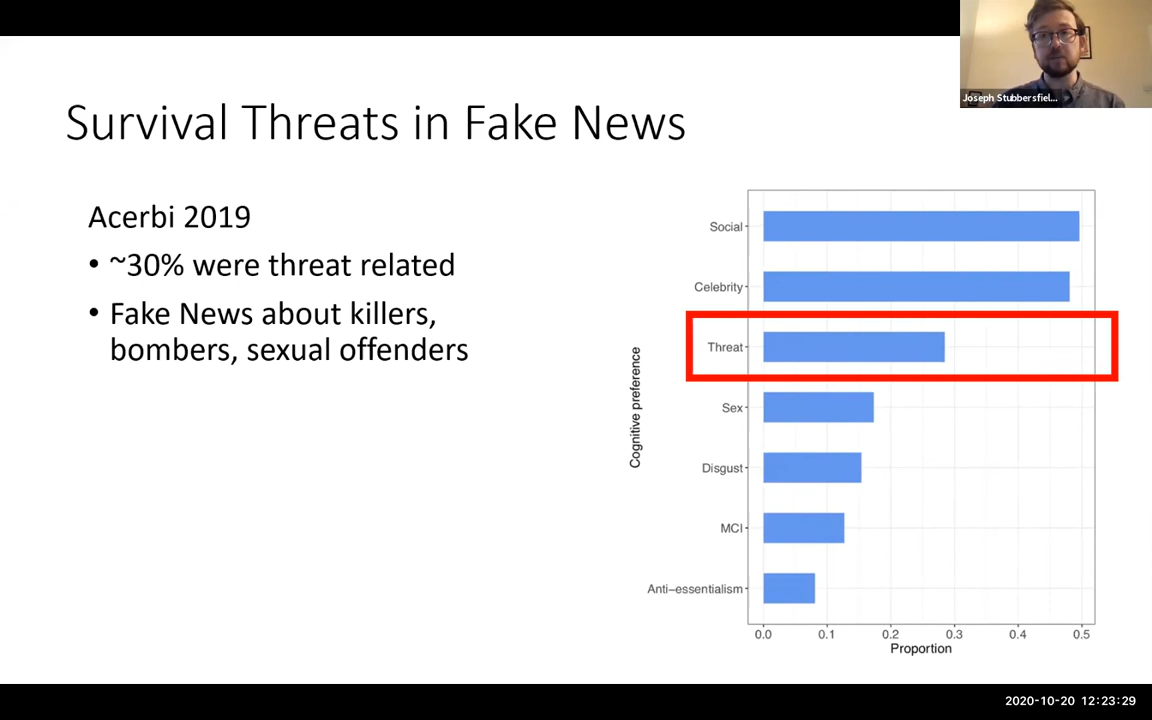 Joseph Stubbersfiel...
Survival Threats in Fake News
Acerbi 2019
• ~30% were threat related
• Fake News about killers,
bombers, sexual offenders
Cognitive preference
Social
Celebrity
Threat
Sex
Disgust
MCI
Anti−essentialism
0.0 0.1 0.2 0.3 0.4 0.5
Proportion
2020-10-20 12:23:29